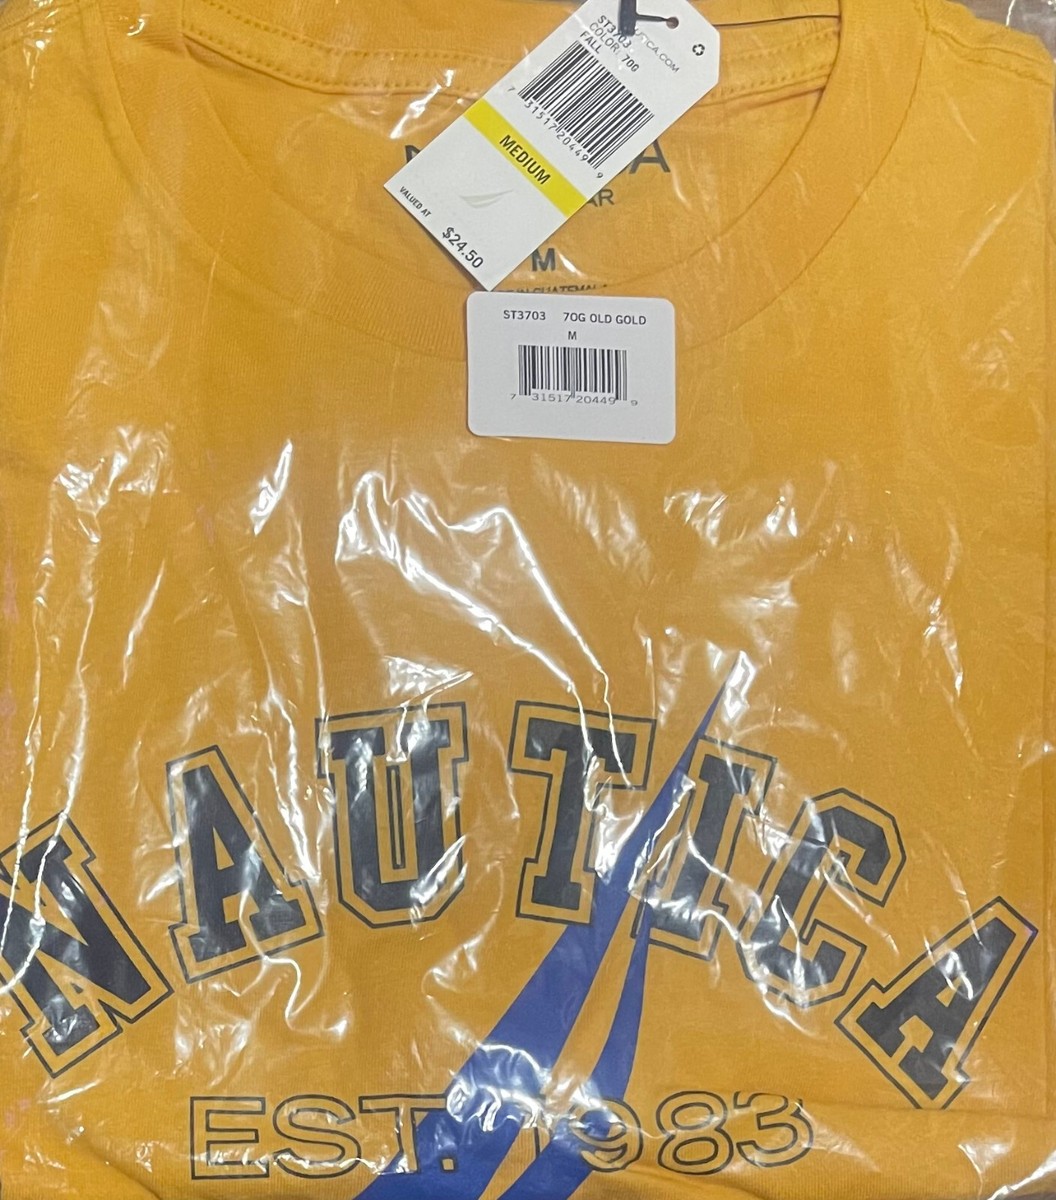 ST3703
COLOR: 70G
FALL
7 31517 20449 9
MEDIUM
VALUED AT
$24.50
M
ST3703 70G OLD GOLD
M
7 31517 20449 9
NAUTICA
EST. 1983